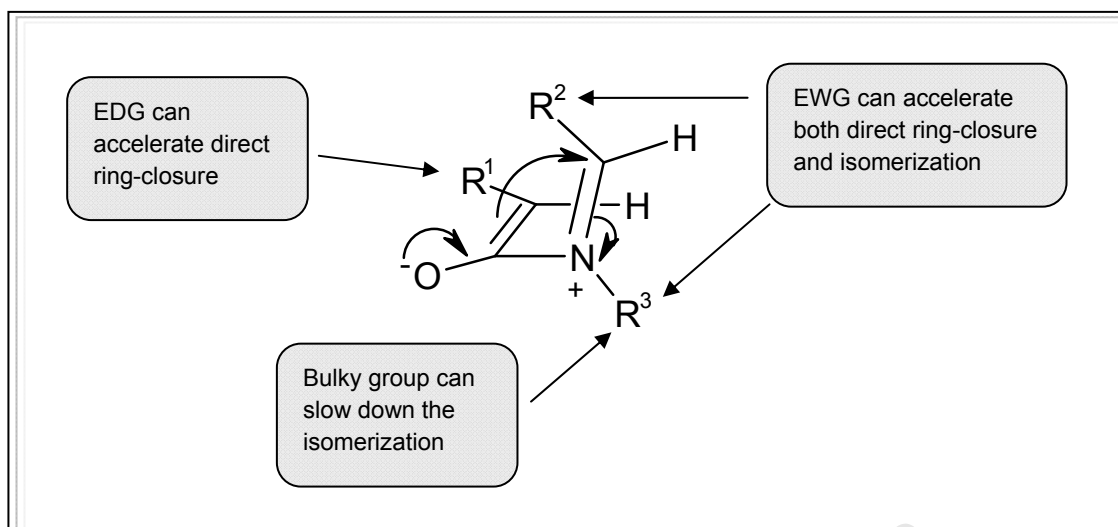 EDG can
accelerate direct
ring-closure
R2
H
EWG can accelerate
both direct ring-closure
and isomerization
R1
H
-O
N
+
R3
Bulky group can
slow down the
isomerization